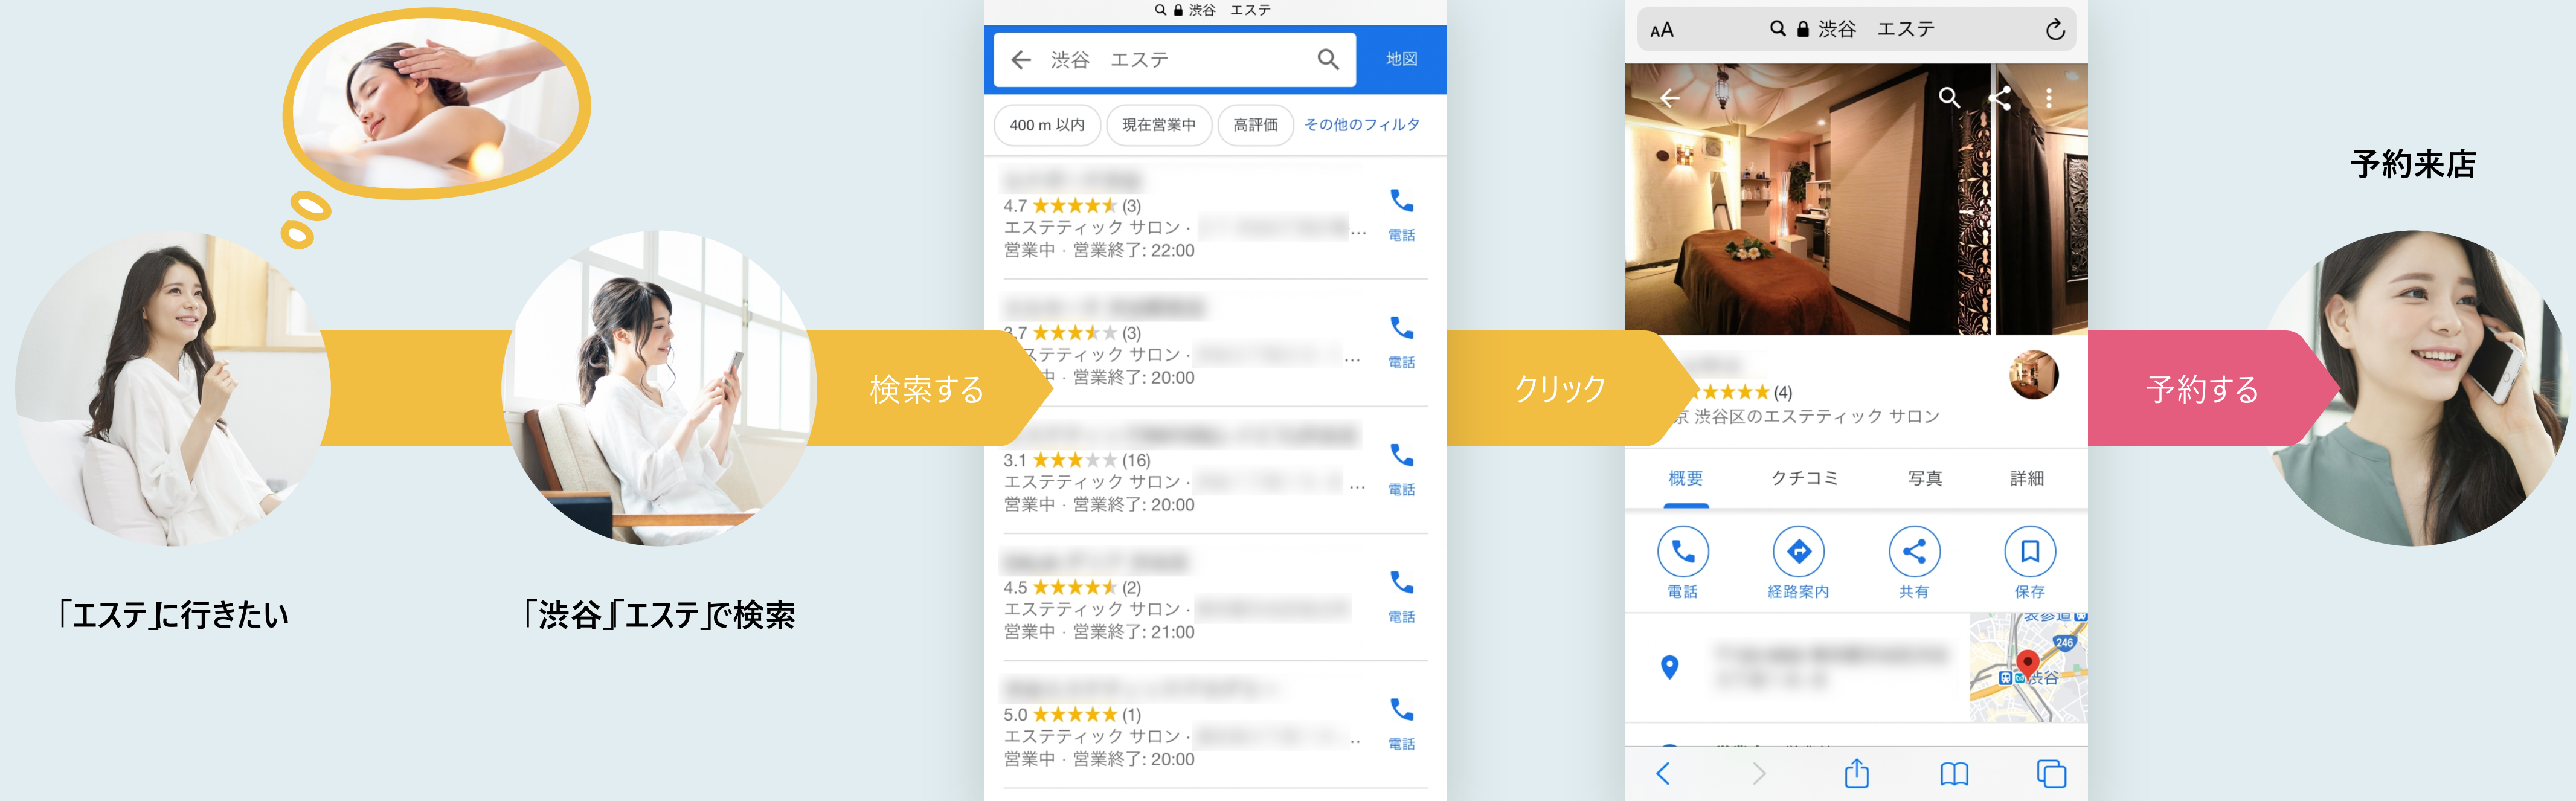 「エステ」に行きたい
「渋谷」「エステ」で検索
検索する
渋谷　エステ
渋谷　エステ
地図
400 m 以内
現在営業中
高評価
その他のフィルタ
4.7 ★★★★★ (3)
エステティック サロン · ...
営業中 · 営業終了: 22:00
電話
.7 ★★★★★ (3)
ステティック サロン · ...
中 · 営業終了: 20:00
電話
3.1 ★★★★★ (16)
エステティック サロン · ...
営業中 · 営業終了: 20:00
電話
4.5 ★★★★★ (2)
エステティック サロン ·
営業中 · 営業終了: 21:00
電話
5.0 ★★★★★ (1)
エステティック サロン · ..
営業中 · 営業終了: 20:00
電話
クリック
AA
渋谷　エステ
★★★★★ (4)
京 渋谷区のエステティック サロン
概要
クチコミ
写真
詳細
電話
経路案内
共有
保存
表参道
246
渋谷
予約する
予約来店